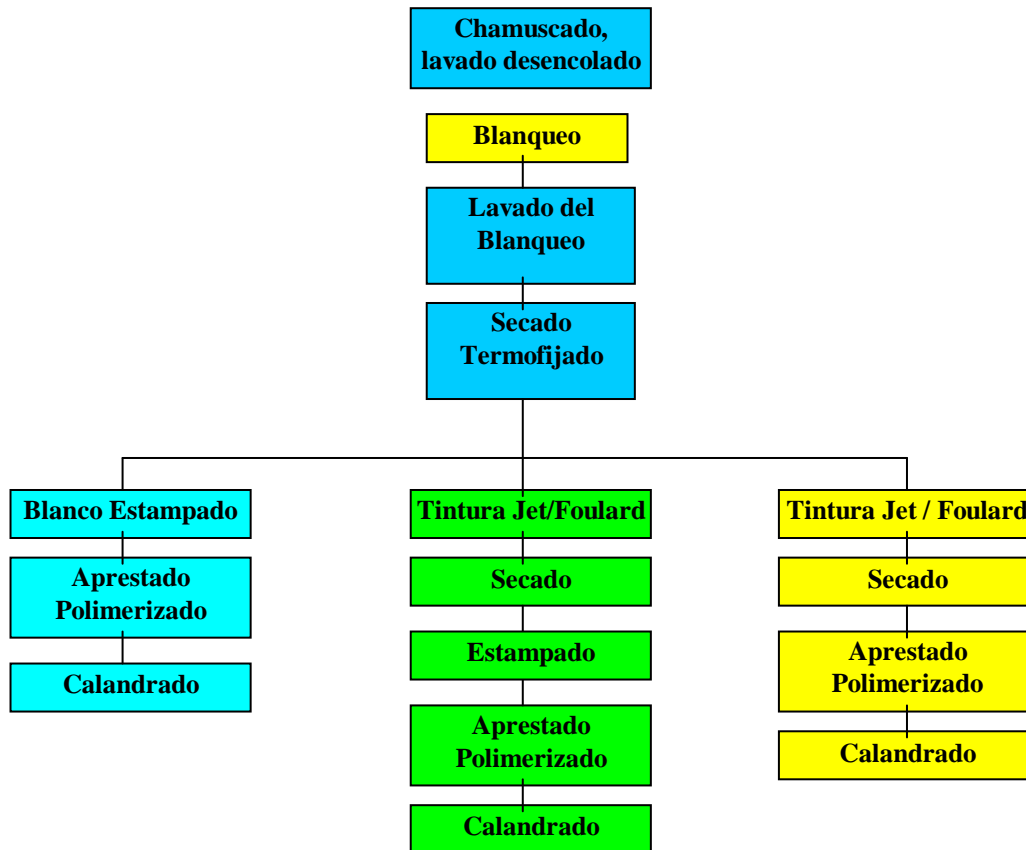 Chamuscado,
lavado desencolado
Blanqueo
Lavado del
Blanqueo
Secado
Termofijado
Blanco Estampado
Aprestado
Polimerizado
Calandrado
Tintura Jet/Foulard
Secado
Estampado
Aprestado
Polimerizado
Calandrado
Tintura Jet / Foulard
Secado
Aprestado
Polimerizado
Calandrado